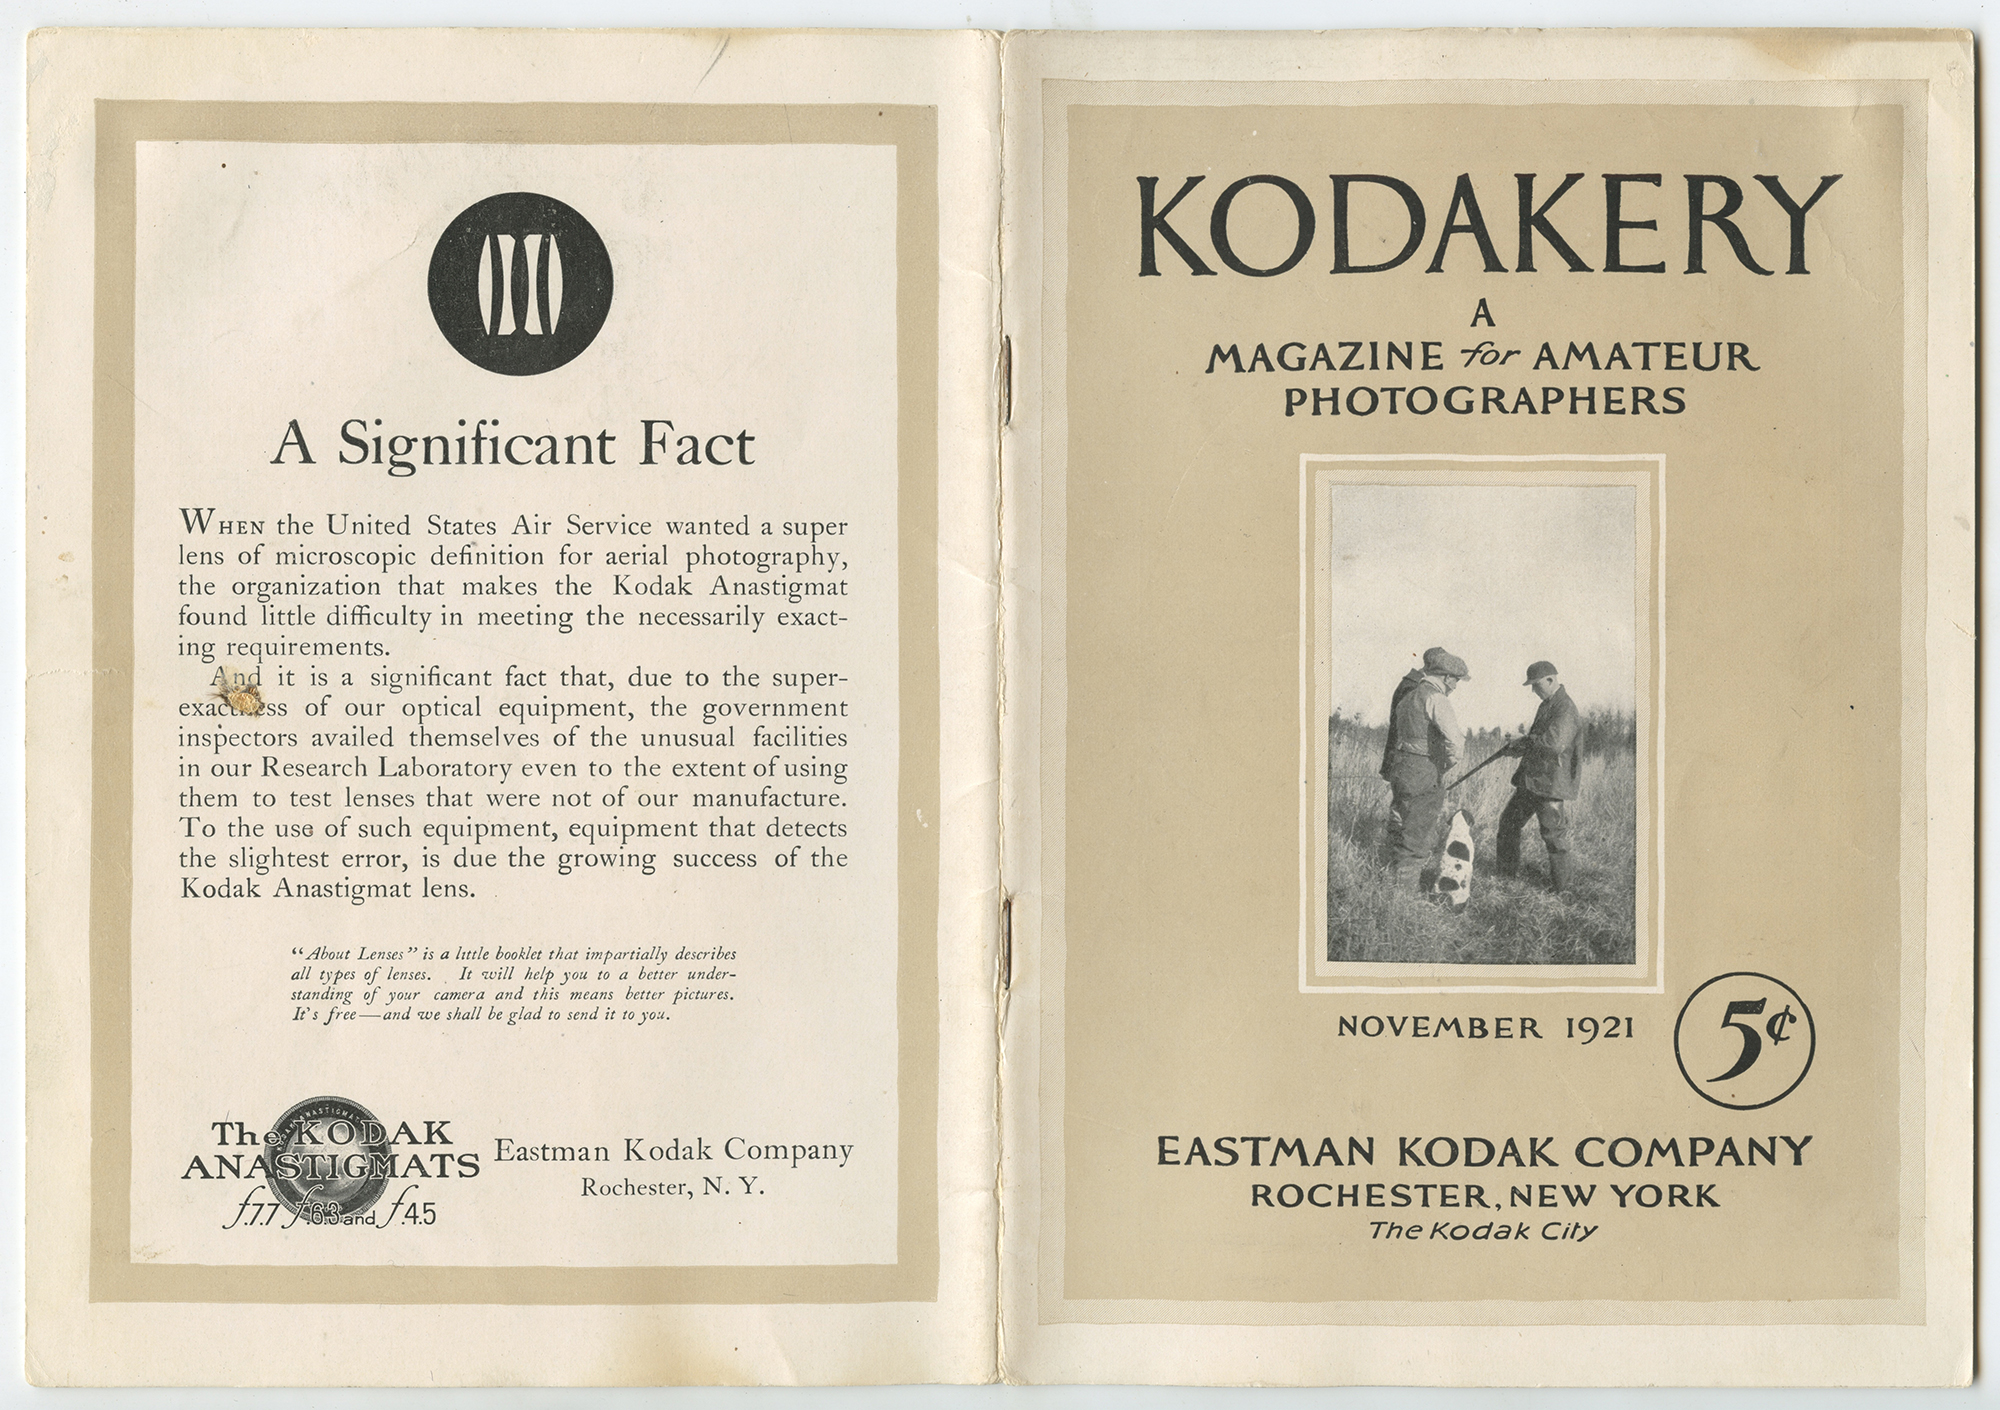 A Significant Fact
WHEN the United States Air Service wanted a super
lens of microscopic definition for aerial photography,
the organization that makes the Kodak Anastigmat
found little difficulty in meeting the necessarily exact-
ing requirements.
And it is a significant fact that, due to the super-
exactness of our optical equipment, the government
inspectors availed themselves of the unusual facilities
in our Research Laboratory even to the extent of using
them to test lenses that were not of our manufacture.
To the use of such equipment, equipment that detects
the slightest error, is due the growing success of the
Kodak Anastigmat lens.
“About Lenses” is a little booklet that impartially describes
all types of lenses. It will help you to a better under-
standing of your camera and this means better pictures.
It's free—and we shall be glad to send it to you.
The KODAK
ANASTIGMATS
f.7.7 f.6.3 and f.4.5
Eastman Kodak Company
Rochester, N. Y.
KODAKERY
A
MAGAZINE for AMATEUR
PHOTOGRAPHERS
NOVEMBER 1921
5¢
EASTMAN KODAK COMPANY
ROCHESTER, NEW YORK
The Kodak City